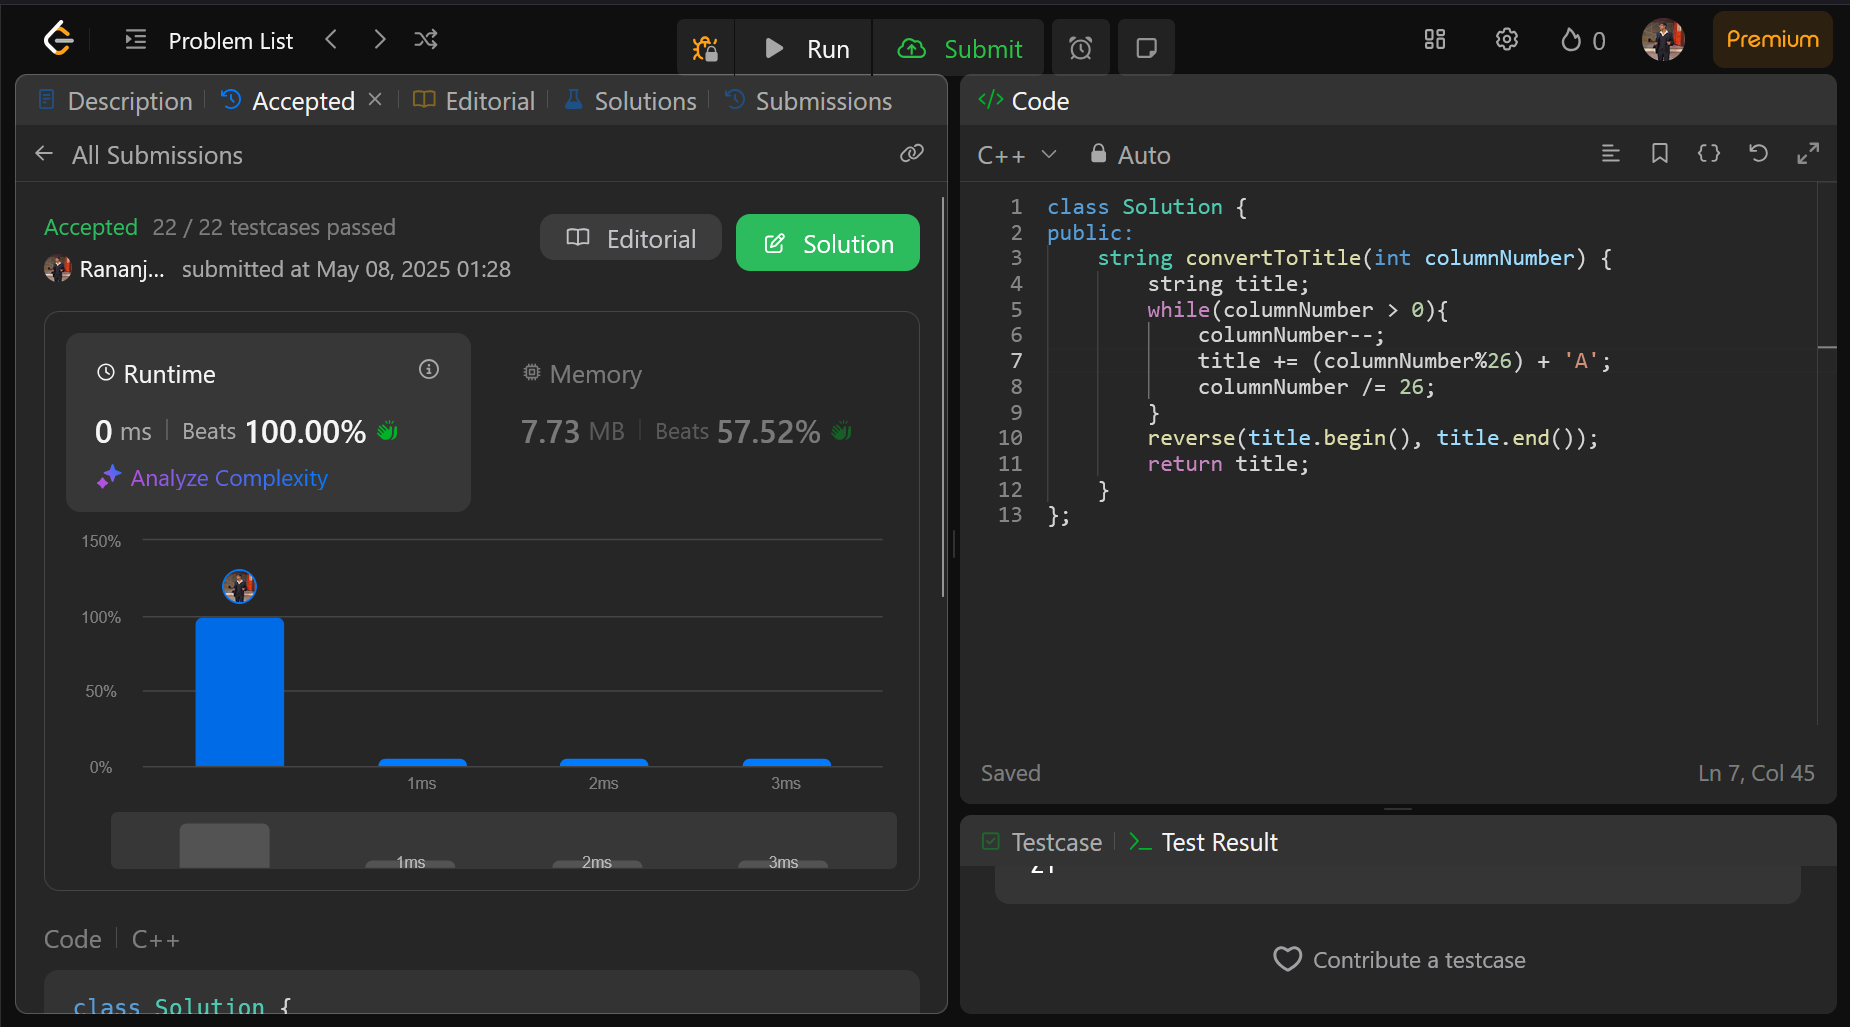 Problem List
Run
Submit
0
Premium
Description
Accepted
Editorial
Solutions
Submissions
All Submissions
Accepted 22 / 22 testcases passed
Rananj... submitted at May 08, 2025 01:28
Editorial
Solution
Runtime
0 ms Beats 100.00%
Analyze Complexity
Memory
7.73 MB Beats 57.52%
150%
100%
50%
0%
1ms 2ms 3ms
1ms 2ms 3ms
Code C++
class Solution {
</> Code
C++ Auto
1 class Solution {
2 public:
3 string convertToTitle(int columnNumber) {
4 string title;
5 while(columnNumber > 0){
6 columnNumber--;
7 title += (columnNumber%26) + 'A';
8 columnNumber /= 26;
9 }
10 reverse(title.begin(), title.end());
11 return title;
12 }
13 };
Saved Ln 7, Col 45
Testcase
Test Result
Contribute a testcase